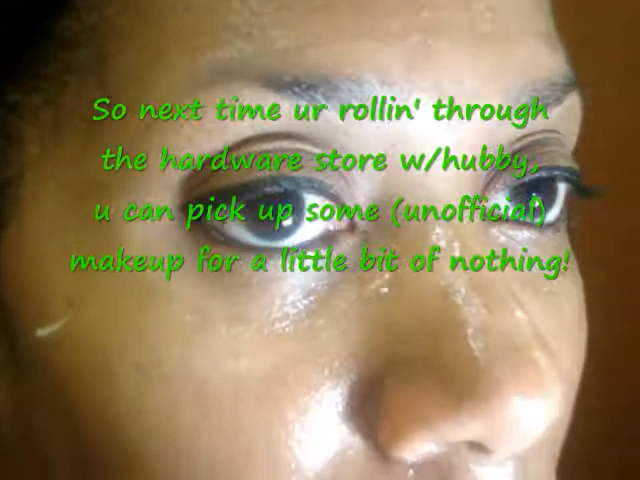 So next time ur rollin' through
the hardware store w/hubby,
u can pick up some (unofficial)
makeup for a little bit of nothing!